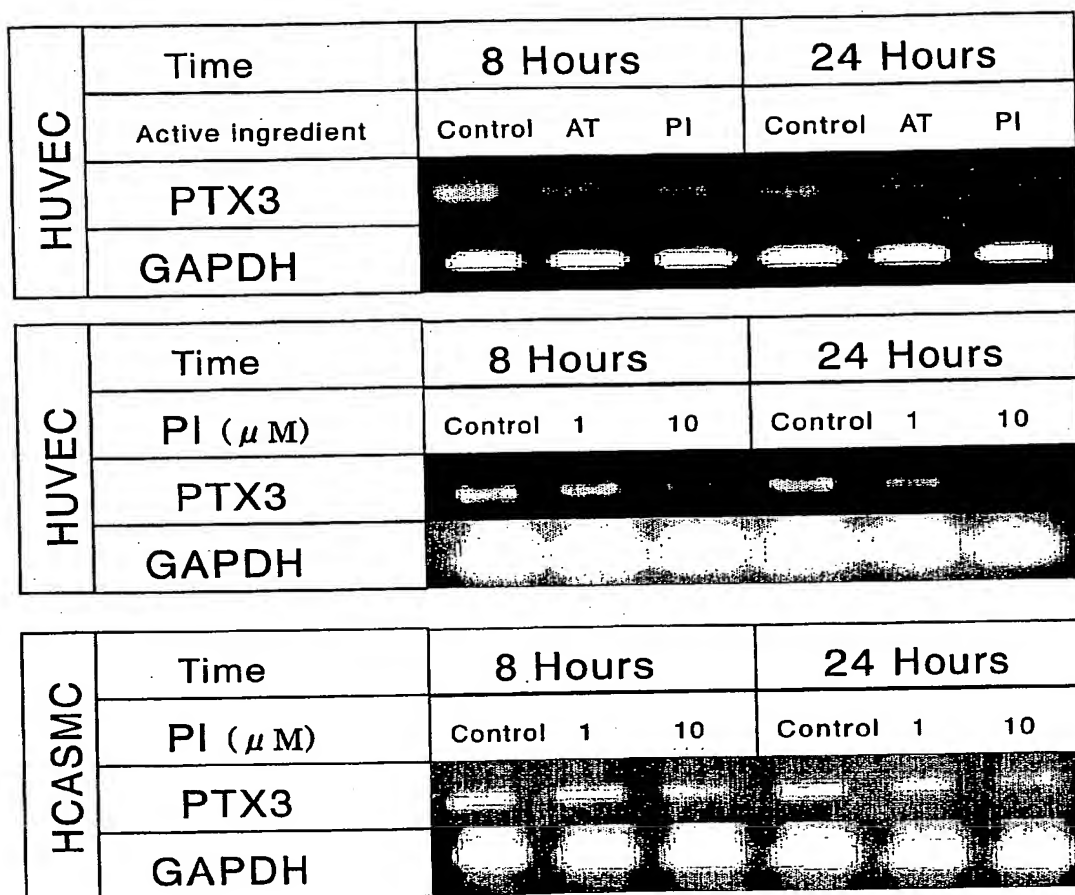 HUVEC
Time 8 Hours 24 Hours
Active ingredient Control AT PI Control AT PI
PTX3
GAPDH
HUVEC
Time 8 Hours 24 Hours
PI (μM) Control 1 10 Control 1 10
PTX3
GAPDH
HCASMC
Time 8 Hours 24 Hours
PI (μM) Control 1 10 Control 1 10
PTX3
GAPDH